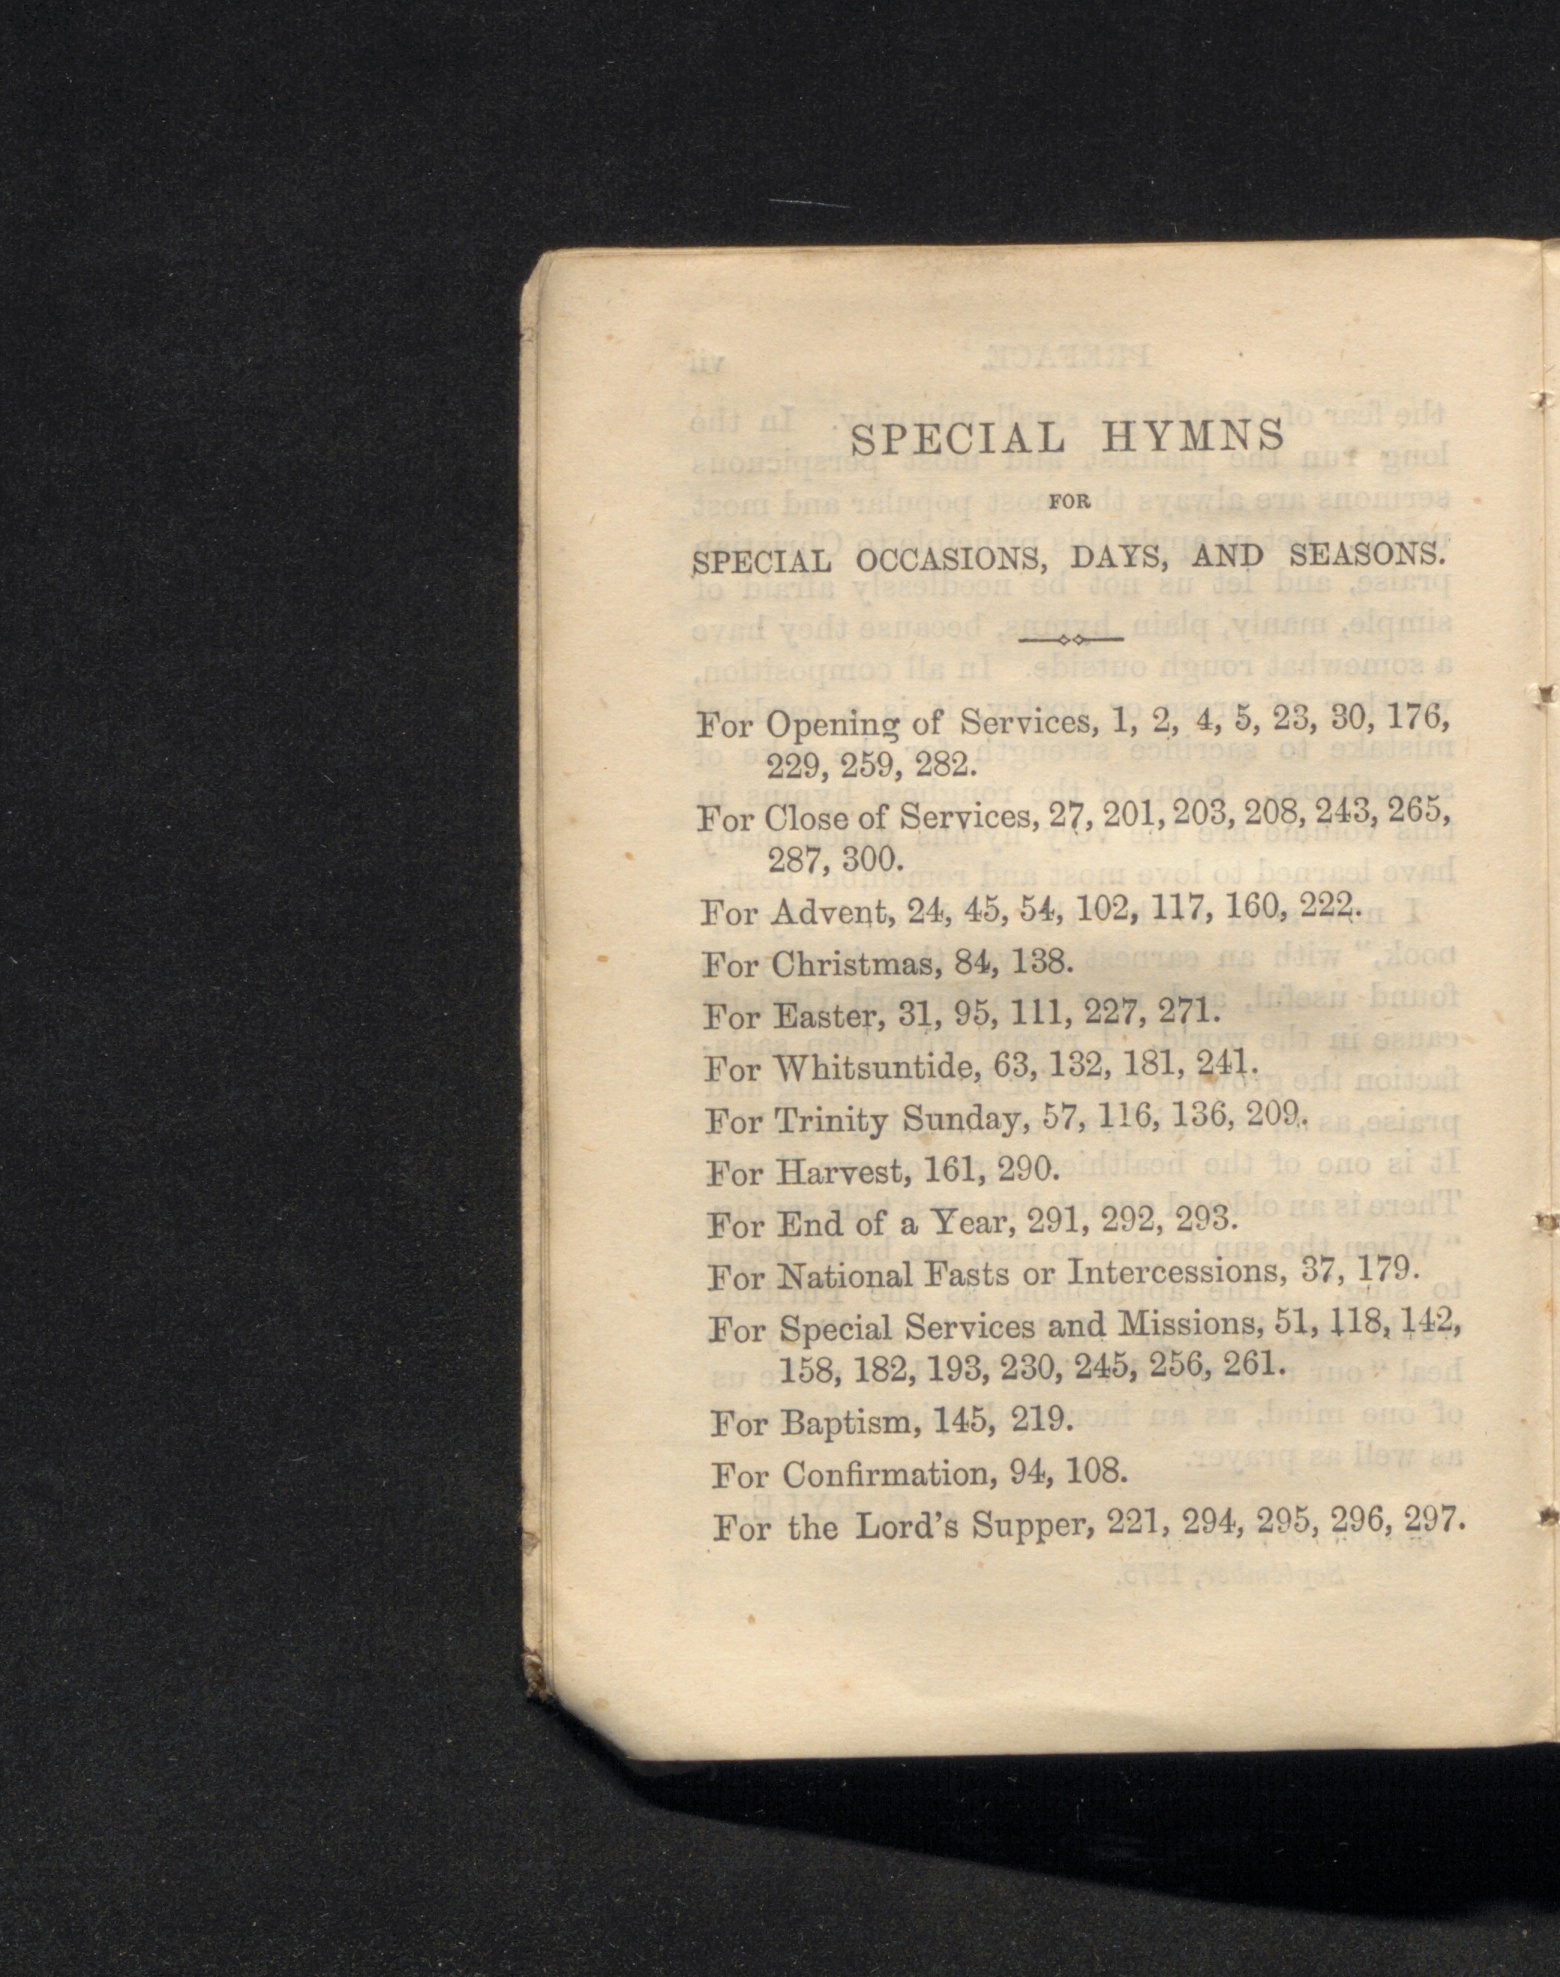 SPECIAL HYMNS
FOR
SPECIAL OCCASIONS, DAYS, AND SEASONS.
For Opening of Services, 1, 2, 4, 5, 23, 30, 176,
229, 259, 282.
For Close of Services, 27, 201, 203, 208, 243, 265,
287, 300.
For Advent, 24, 45, 54, 102, 117, 160, 222.
For Christmas, 84, 138.
For Easter, 31, 95, 111, 227, 271.
For Whitsuntide, 63, 132, 181, 241.
For Trinity Sunday, 57, 116, 136, 209.
For Harvest, 161, 290.
For End of a Year, 291, 292, 293.
For National Fasts or Intercessions, 37, 179.
For Special Services and Missions, 51, 118, 142,
158, 182, 193, 230, 245, 256, 261.
For Baptism, 145, 219.
For Confirmation, 94, 108.
For the Lord's Supper, 221, 294, 295, 296, 297.